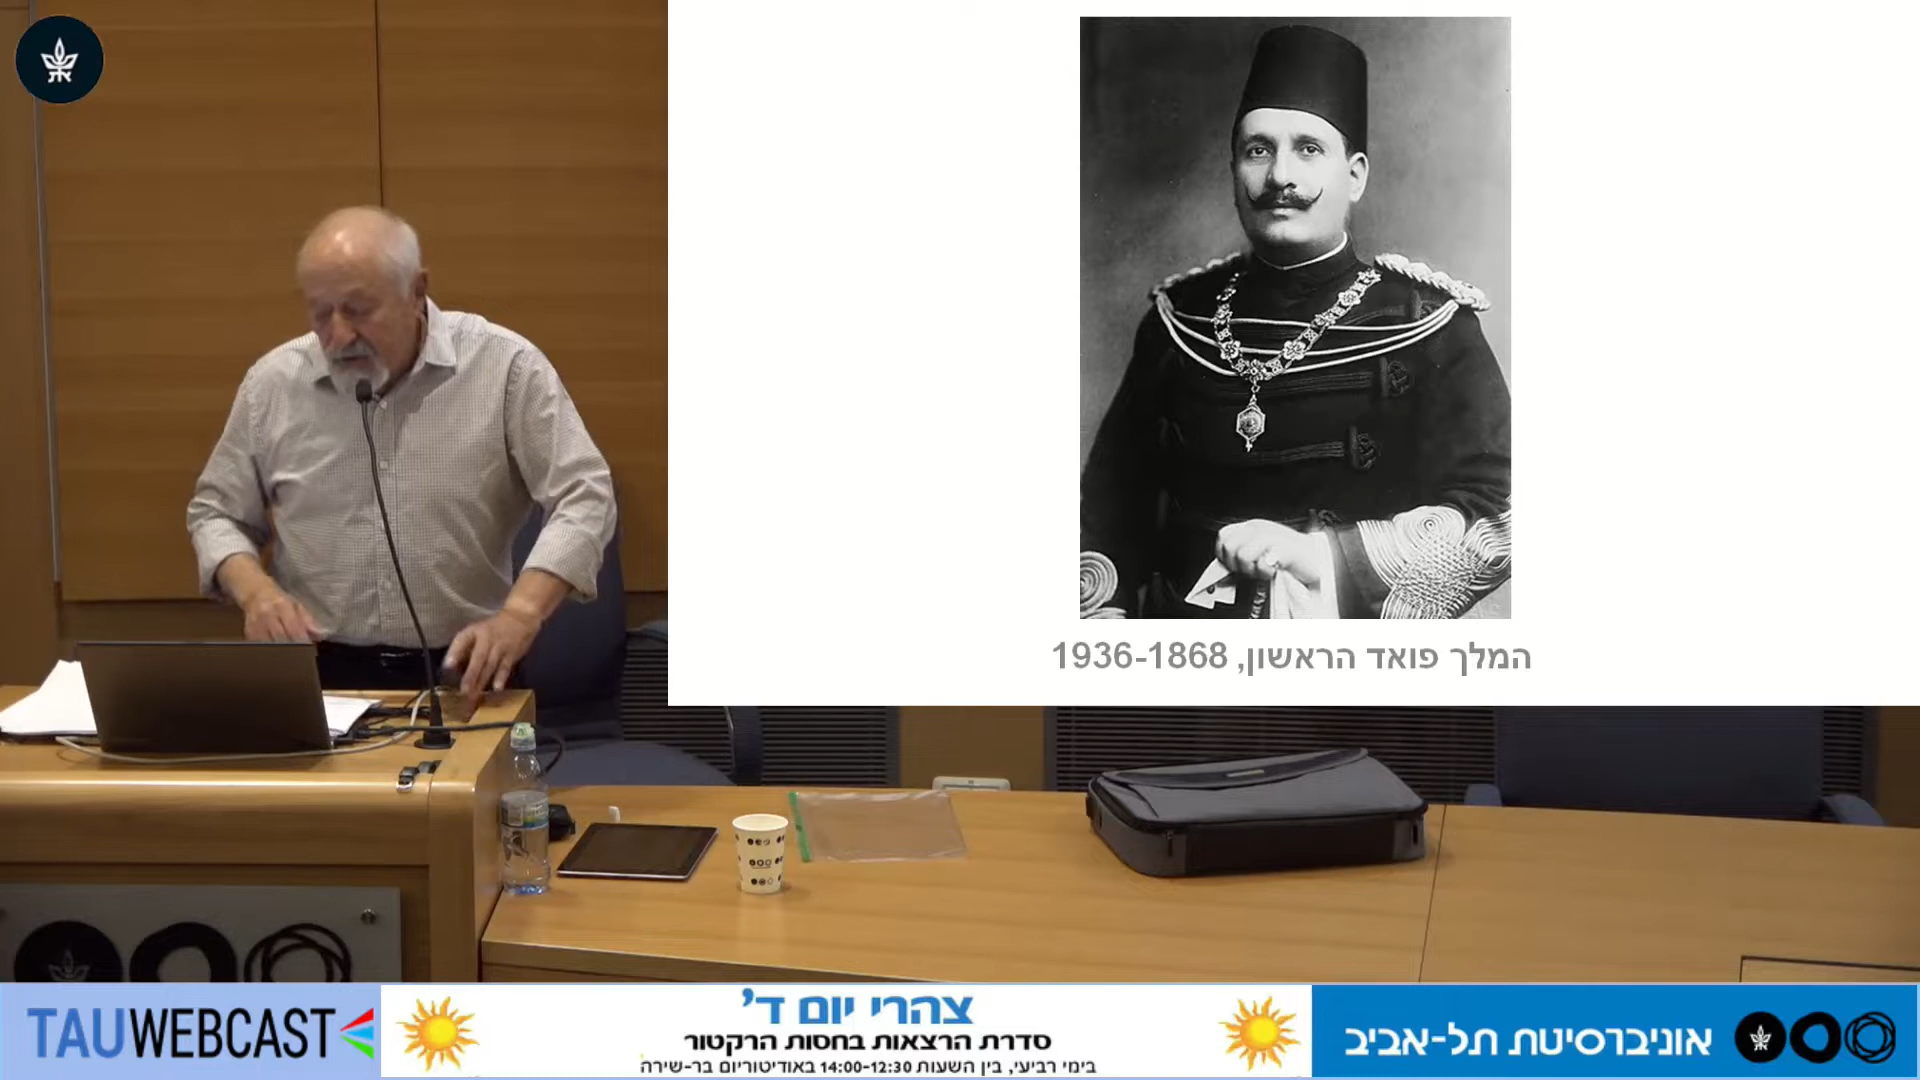 המלך פואד הראשון, 1936-1868
TAUWEBCAST
צהרי יום ד'
סדרת הרצאות בחסות הרקטור
בימי רביעי, בין השעות 14:00-12:30 באודיטוריום בר-שירה
אוניברסיטת תל-אביב